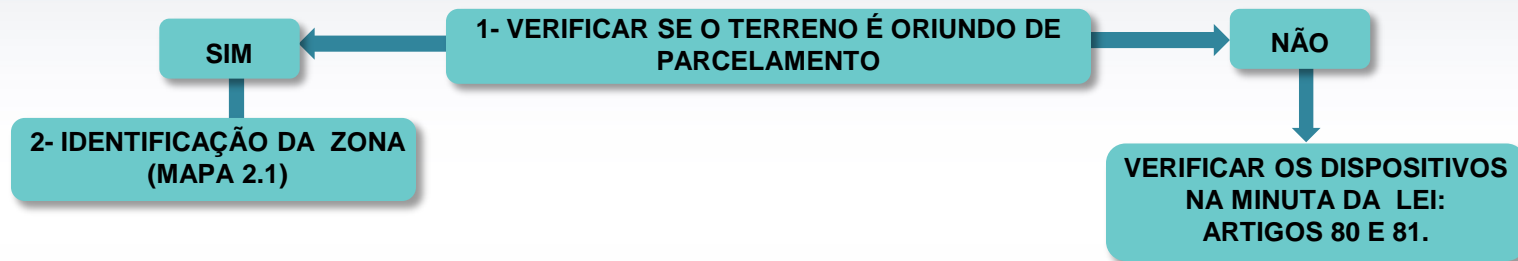 1- VERIFICAR SE O TERRENO É ORIUNDO DE
PARCELAMENTO
SIM
NÃO
2- IDENTIFICAÇÃO DA ZONA
(MAPA 2.1)
VERIFICAR OS DISPOSITIVOS
NA MINUTA DA LEI:
ARTIGOS 80 E 81.